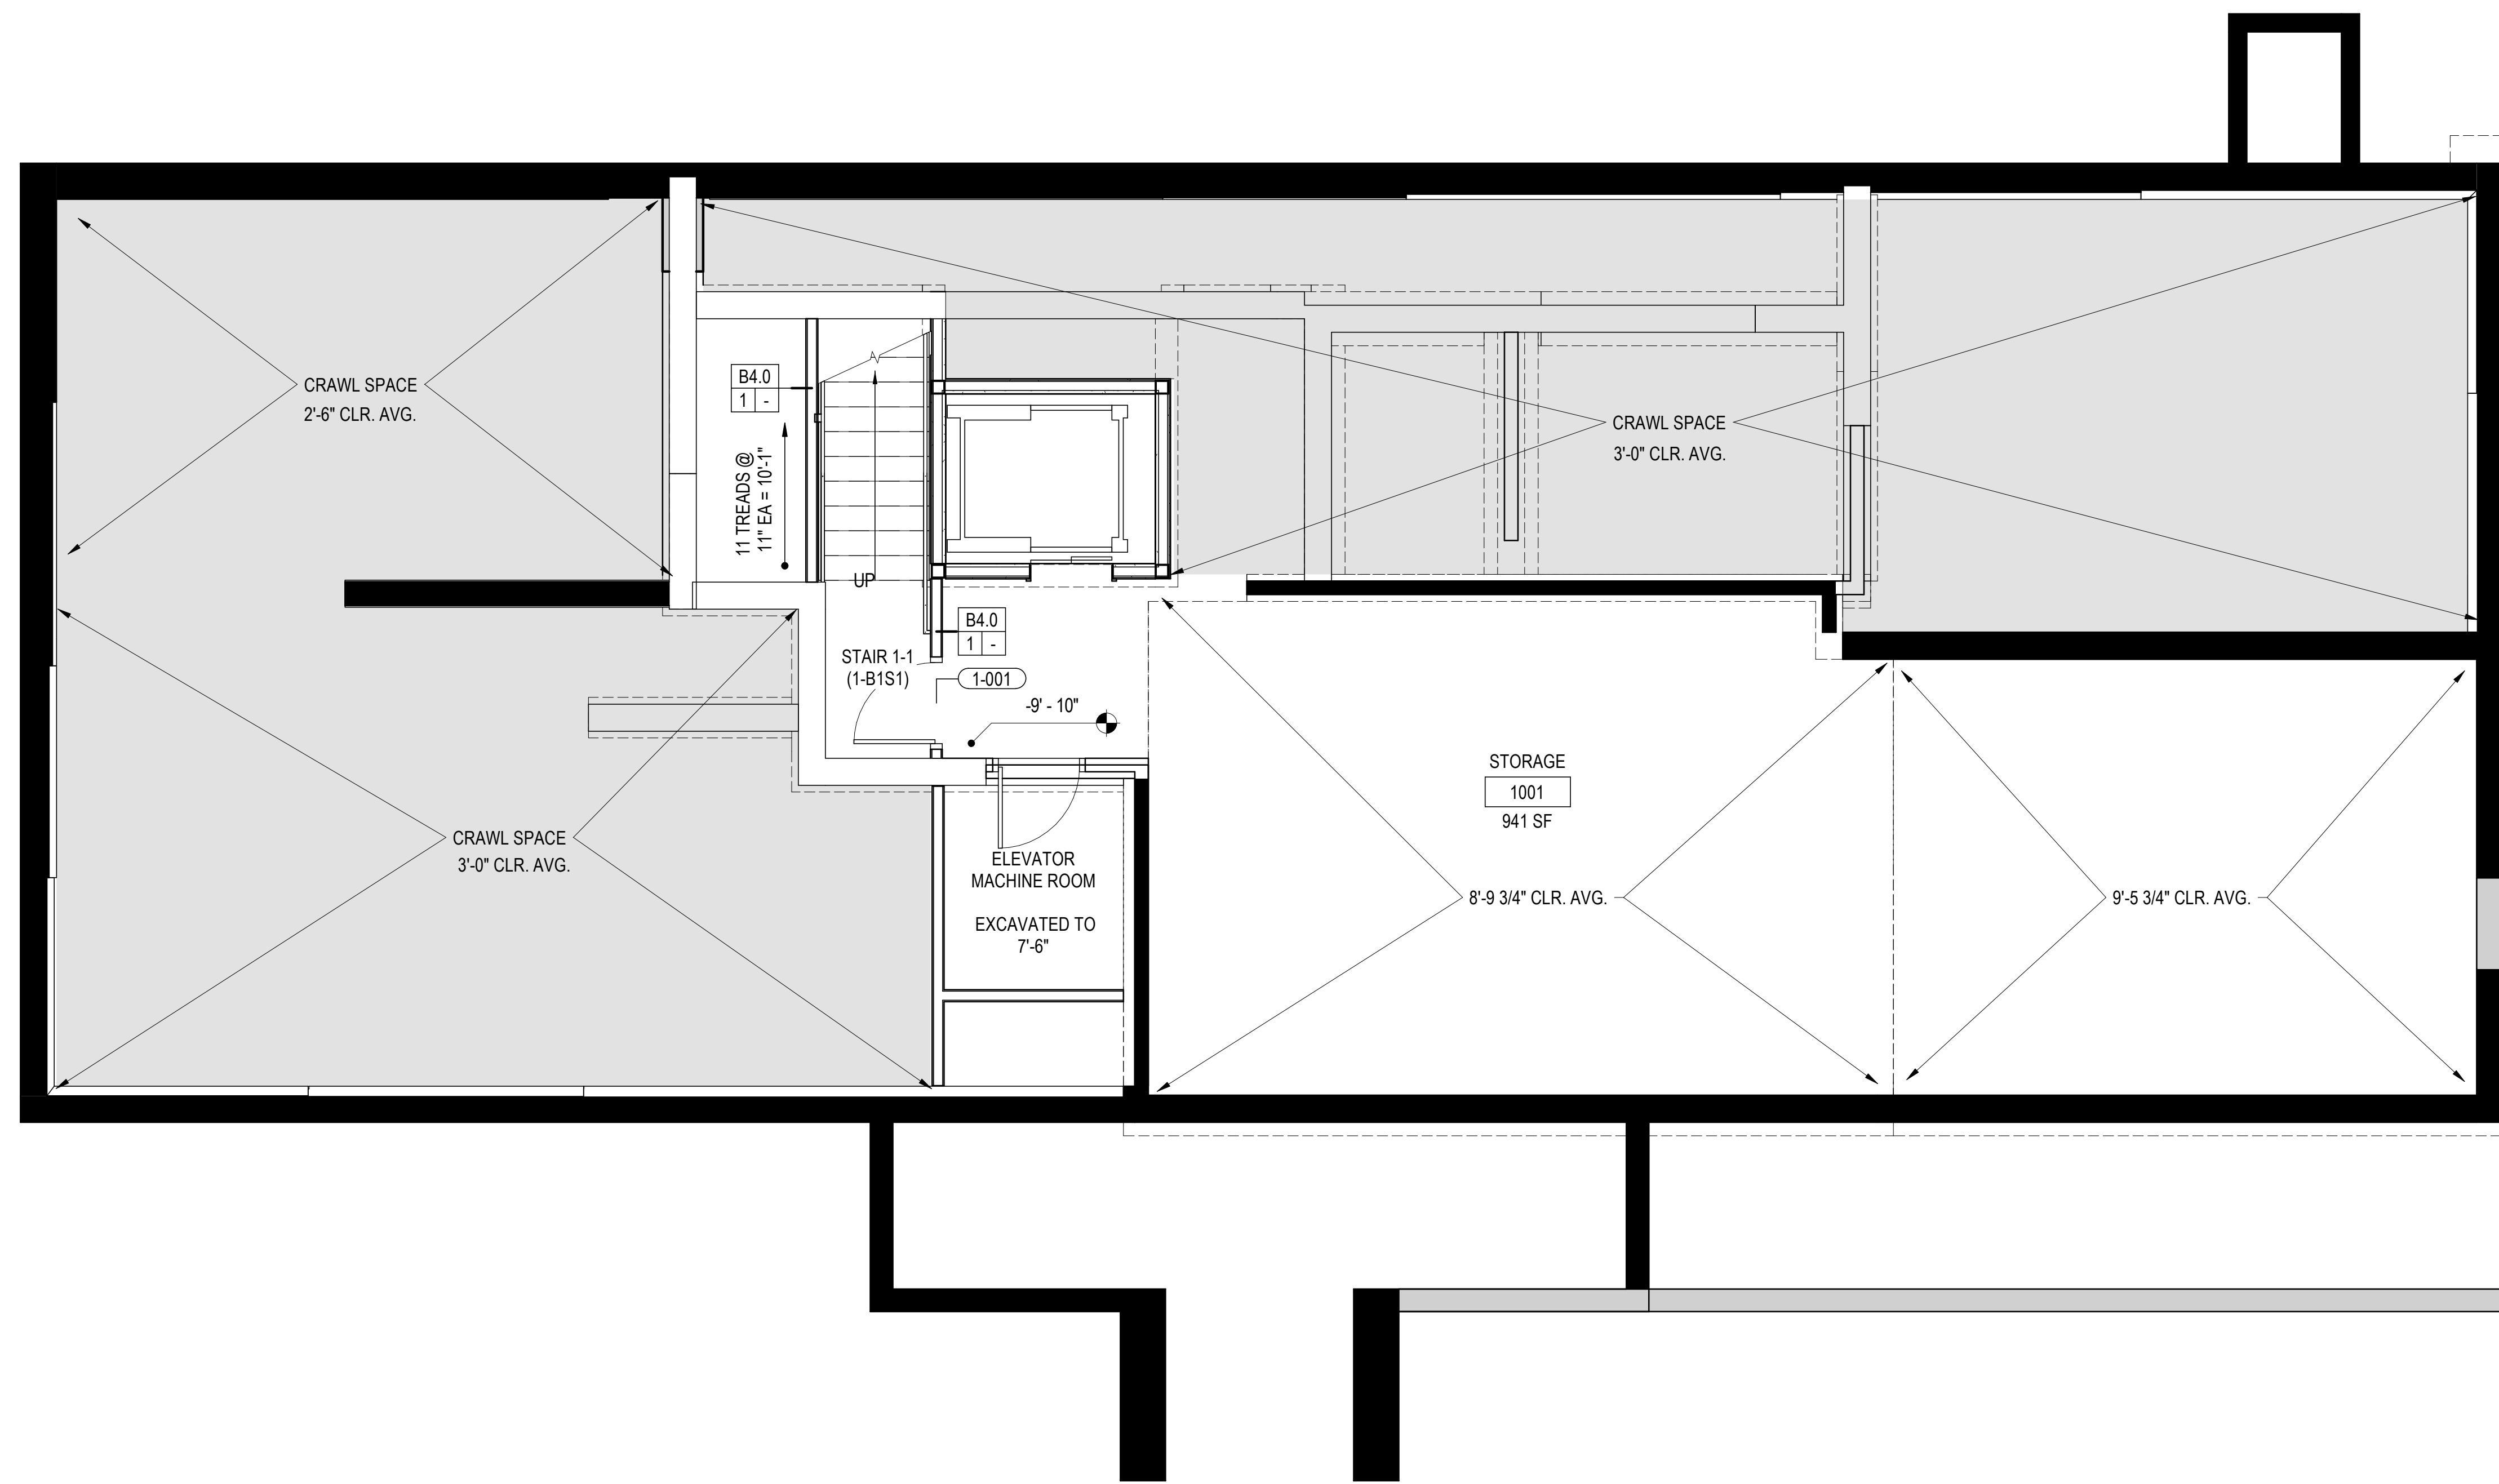 B4.0
1 -
CRAWL SPACE
2'-6" CLR. AVG.
11 TREADS @
11" EA = 10'-1"
UP
CRAWL SPACE
3'-0" CLR. AVG.
B4.0
1 -
STAIR 1-1
(1-B1S1)
1-001
-9' - 10"
STORAGE
1001
941 SF
CRAWL SPACE
3'-0" CLR. AVG.
ELEVATOR
MACHINE ROOM
EXCAVATED TO
7'-6"
8'-9 3/4" CLR. AVG.
9'-5 3/4" CLR. AVG.